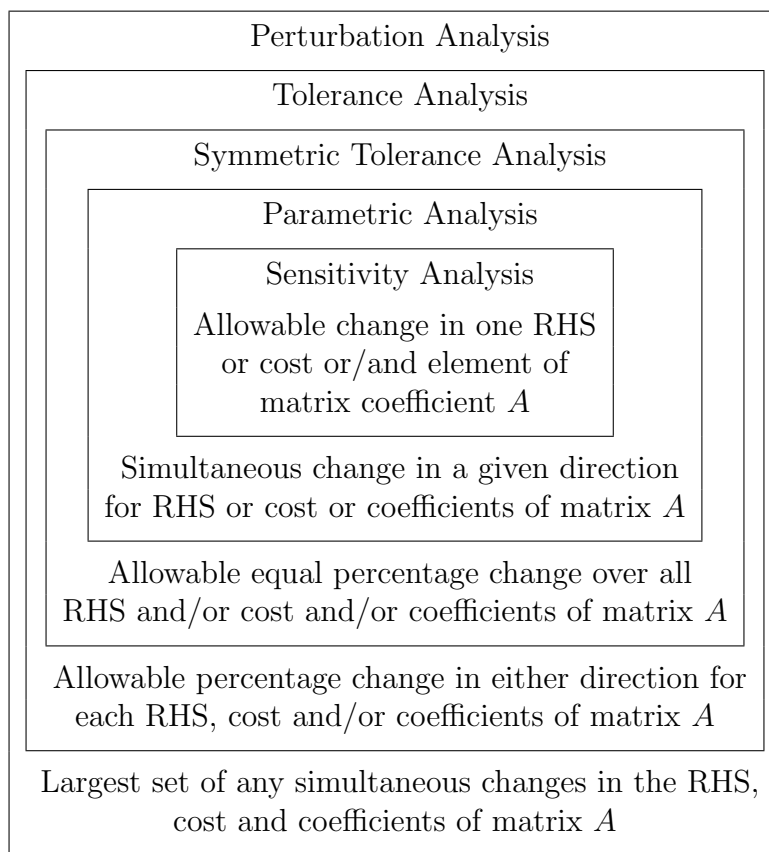 Perturbation Analysis
Tolerance Analysis
Symmetric Tolerance Analysis
Parametric Analysis
Sensitivity Analysis
Allowable change in one RHS
or cost or/and element of
matrix coefficient A
Simultaneous change in a given direction
for RHS or cost or coefficients of matrix A
Allowable equal percentage change over all
RHS and/or cost and/or coefficients of matrix A
Allowable percentage change in either direction for
each RHS, cost and/or coefficients of matrix A
Largest set of any simultaneous changes in the RHS,
cost and coefficients of matrix A